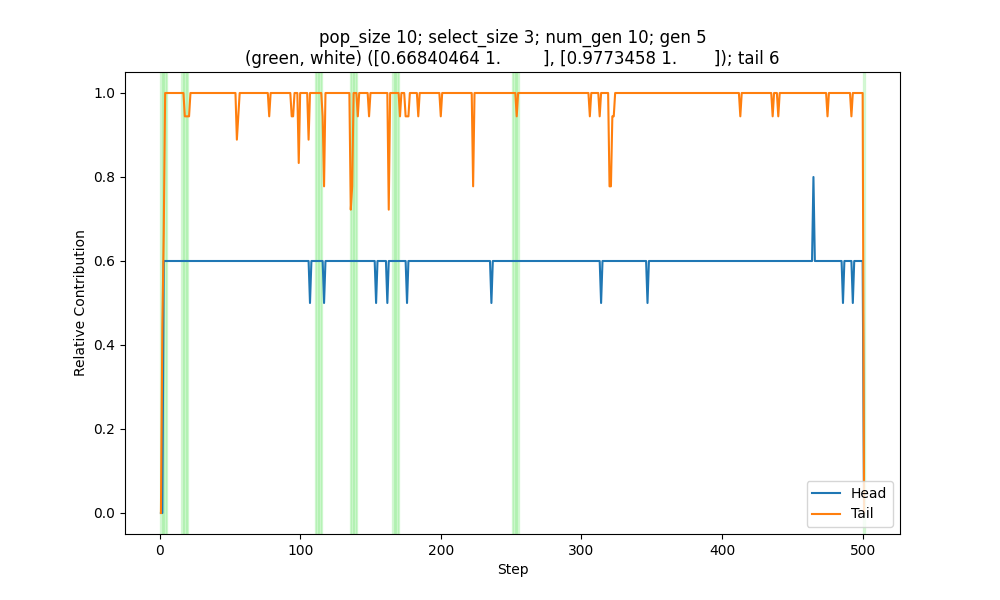 pop_size 10; select_size 3; num_gen 10; gen 5
(green, white) ([0.66840464 1.        ], [0.9773458 1.        ]); tail 6
1.0
0.8
0.6
0.4
0.2
0.0
Relative Contribution
0
100
200
300
400
500
Step
Head
Tail